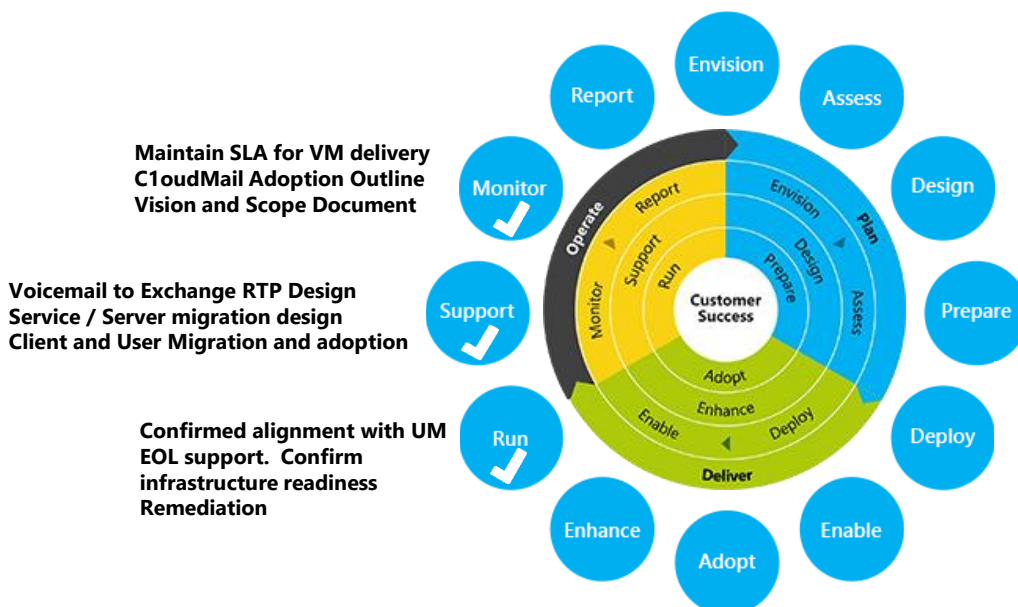 Envision
Report
Assess
Maintain SLA for VM delivery
C1oudMail Adoption Outline
Vision and Scope Document
Monitor
Design
Voicemail to Exchange RTP Design
Service / Server migration design
Client and User Migration and adoption
Support
Prepare
Confirmed alignment with UM
EOL support.  Confirm
infrastructure readiness
Remediation
Run
Deploy
Enhance
Adopt
Enable
Operate
Report
Support
Run
Monitor
Plan
Envision
Design
Prepare
Assess
Customer
Success
Adopt
Enhance
Enable
Deploy
Deliver